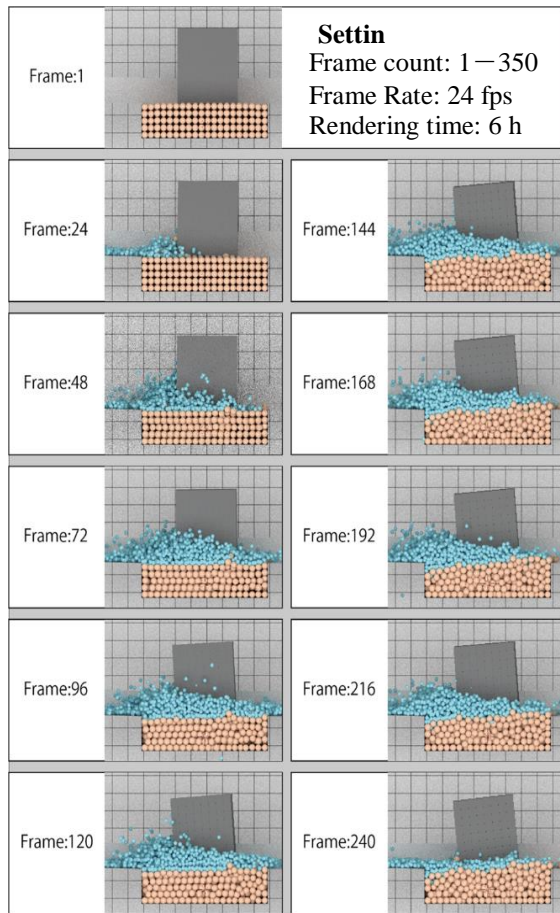 Frame:1
Settin
Frame count: 1－350
Frame Rate: 24 fps
Rendering time: 6 h
Frame:24
Frame:144
Frame:48
Frame:168
Frame:72
Frame:192
Frame:96
Frame:216
Frame:120
Frame:240